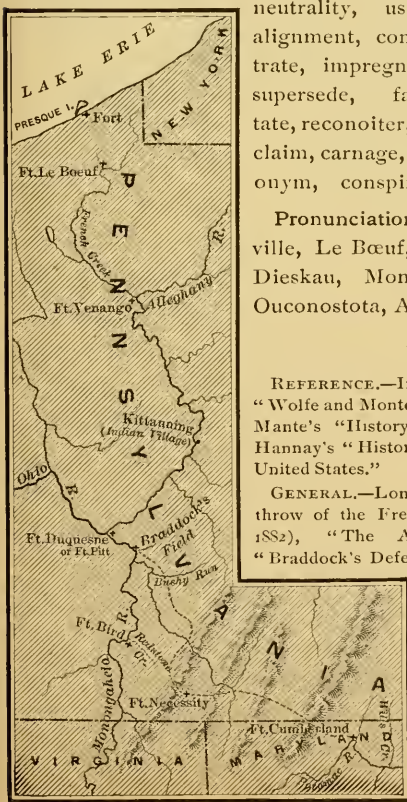 LAKE ERIE
PRESQUE I.
Fort
NEW YORK
Ft. Le Boeuf
French Creek
R.
Alleghany
Ft. Venango
PENNSYLVANIA
Kittanning
(Indian Village)
Ohio
R.
Ft. Duquesne
or Ft. Pitt
Braddock's
Field
Bushy Run
R.
Ft. Bird
Redstone
Cr.
Monongahela
Ft. Necessity
Ft. Cumberland
Wills Cr.
VIRGINIA
MARYLAND
Potomac R.
neutrality, us
alignment, con
trate, impregn
supersede, fa
tate, reconoiter
claim, carnage,
onym, conspi
Pronunciation
ville, Le Bœuf,
Dieskau, Mon
Ouconostota, A
REFERENCE.—I
"Wolfe and Monte
Mante's "History
Hannay's "Histor
United States."
GENERAL.—Lon
throw of the Fre
1882), "The A
"Braddock's Defe